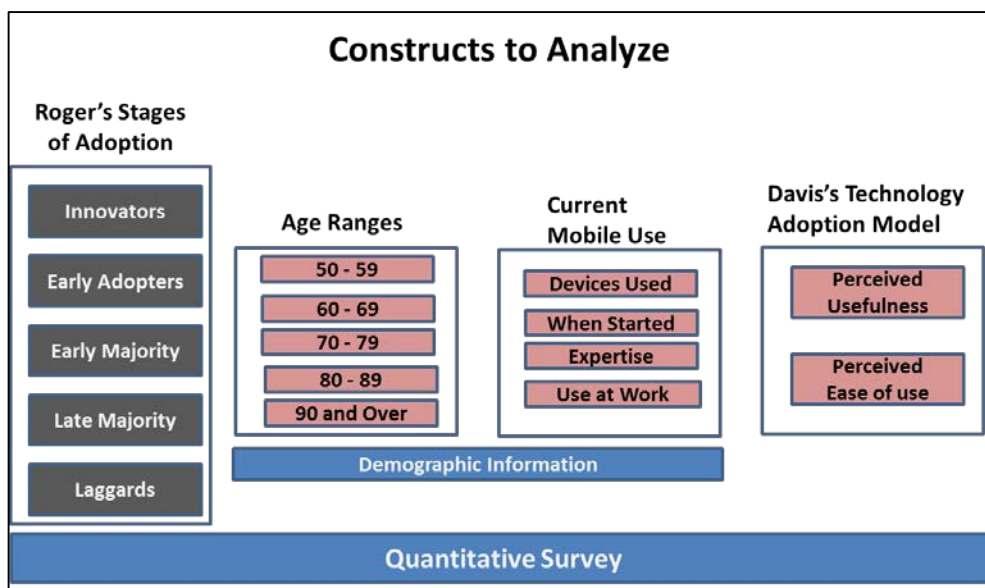 Constructs to Analyze
Roger’s Stages
of Adoption
Innovators
Early Adopters
Early Majority
Late Majority
Laggards
Age Ranges
50 - 59
60 - 69
70 - 79
80 - 89
90 and Over
Current
Mobile Use
Devices Used
When Started
Expertise
Use at Work
Demographic Information
Davis’s Technology
Adoption Model
Perceived
Usefulness
Perceived
Ease of use
Quantitative Survey